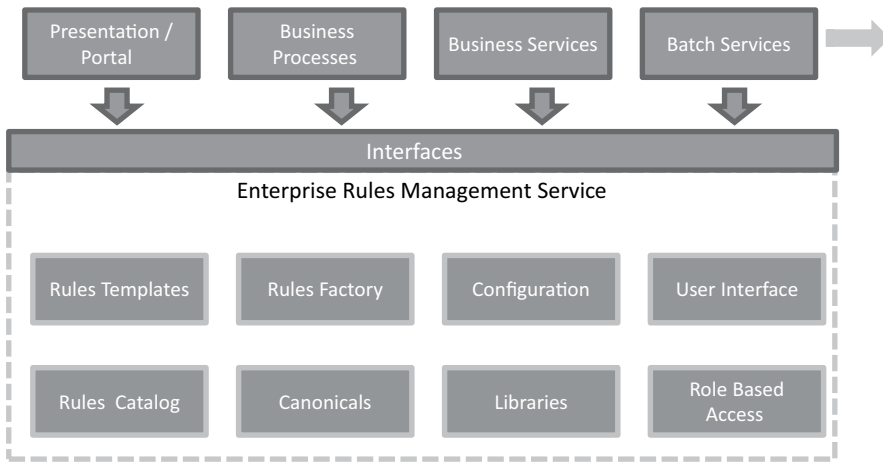 Presentation /
Portal
Business
Processes
Business Services
Batch Services
Interfaces
Enterprise Rules Management Service
Rules Templates
Rules Factory
Configuration
User Interface
Rules Catalog
Canonicals
Libraries
Role Based
Access